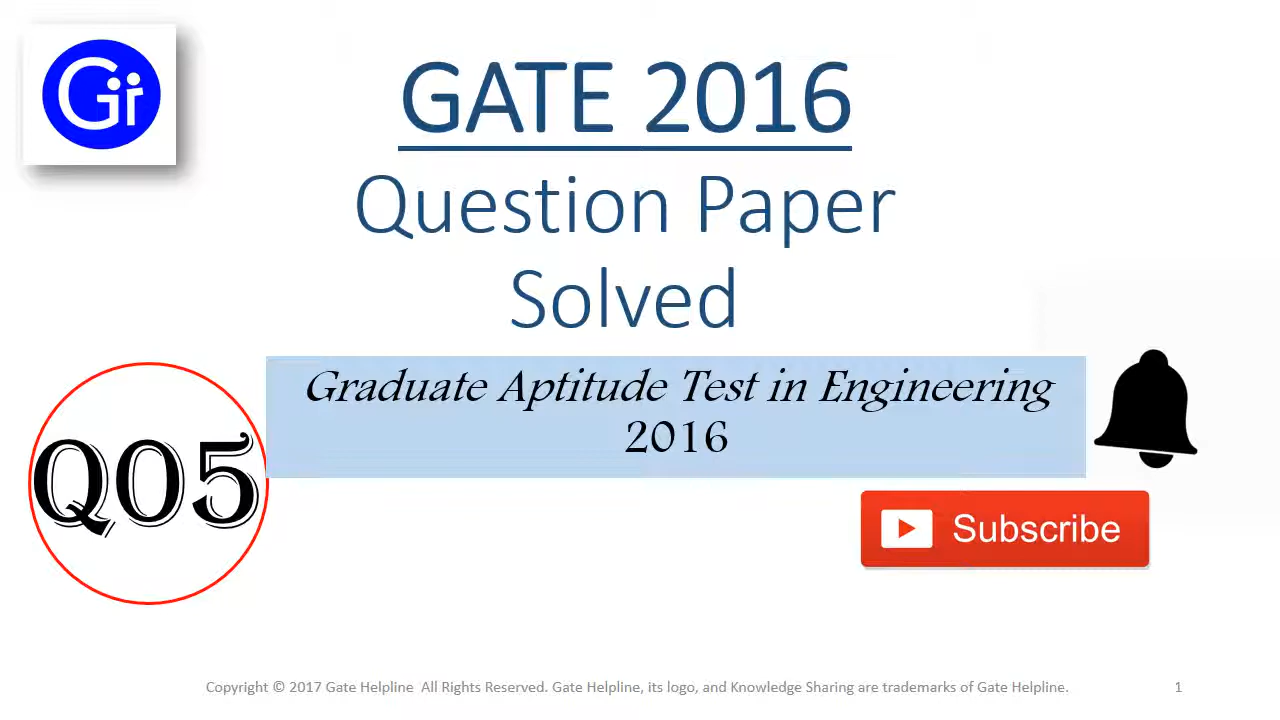 Gr
GATE 2016
Question Paper
Solved
Graduate Aptitude Test in Engineering
2016
Q05
Subscribe
Copyright © 2017 Gate Helpline All Rights Reserved. Gate Helpline, its logo, and Knowledge Sharing are trademarks of Gate Helpline.
1